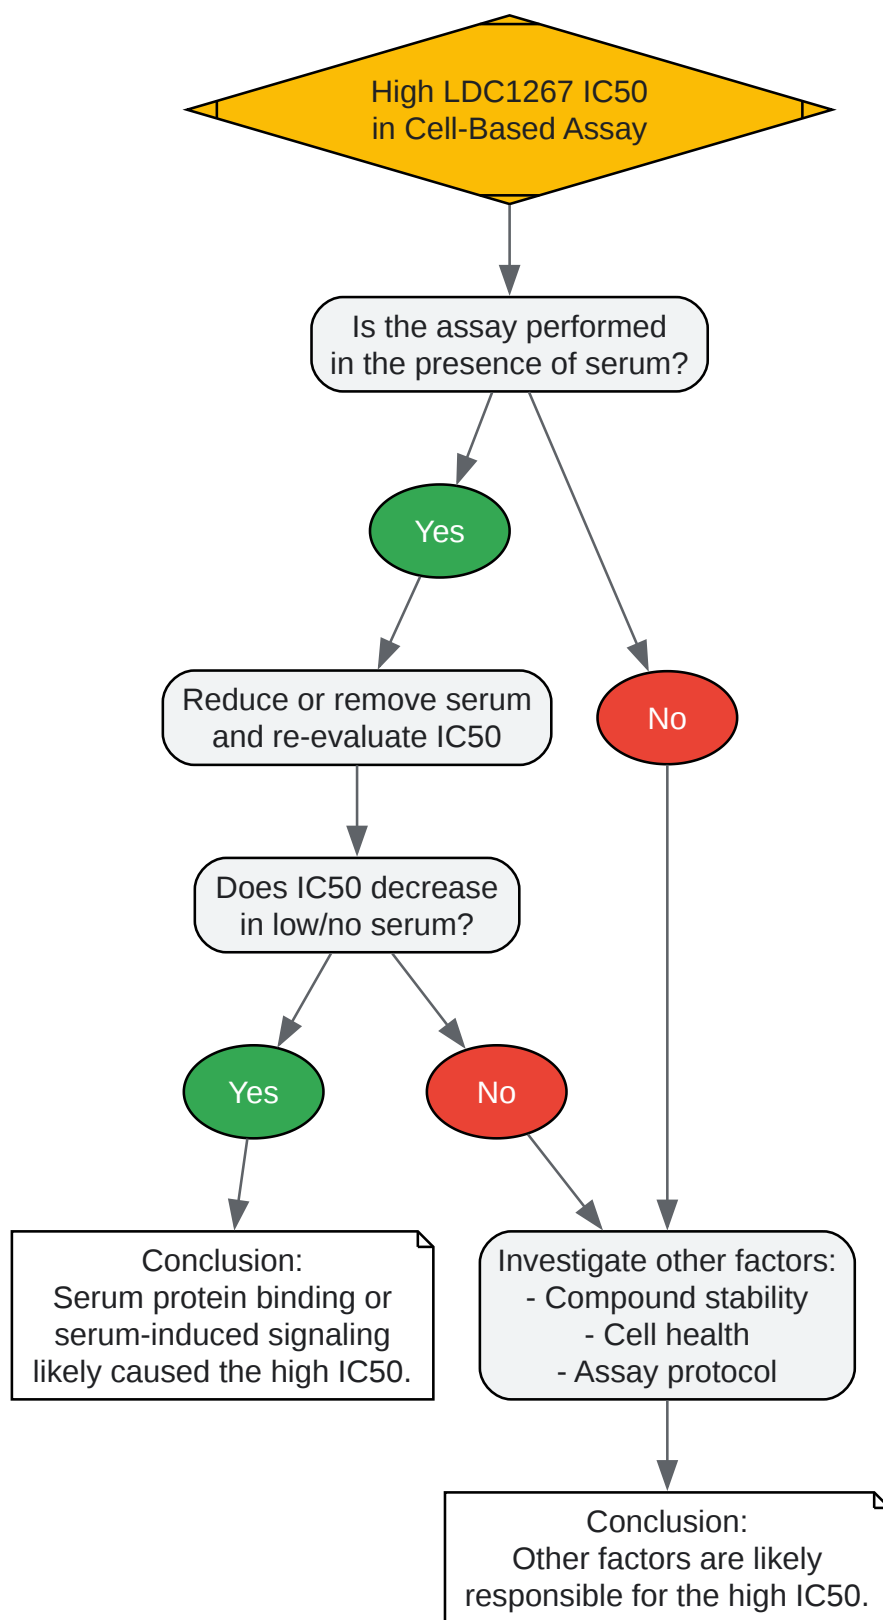 High LDC1267 IC50
in Cell-Based Assay
Is the assay performed
in the presence of serum?
Yes
Reduce or remove serum
and re-evaluate IC50
No
Does IC50 decrease
in low/no serum?
Yes
No
Conclusion:
Serum protein binding or
serum-induced signaling
likely caused the high IC50.
Investigate other factors:
- Compound stability
- Cell health
- Assay protocol
Conclusion:
Other factors are likely
responsible for the high IC50.